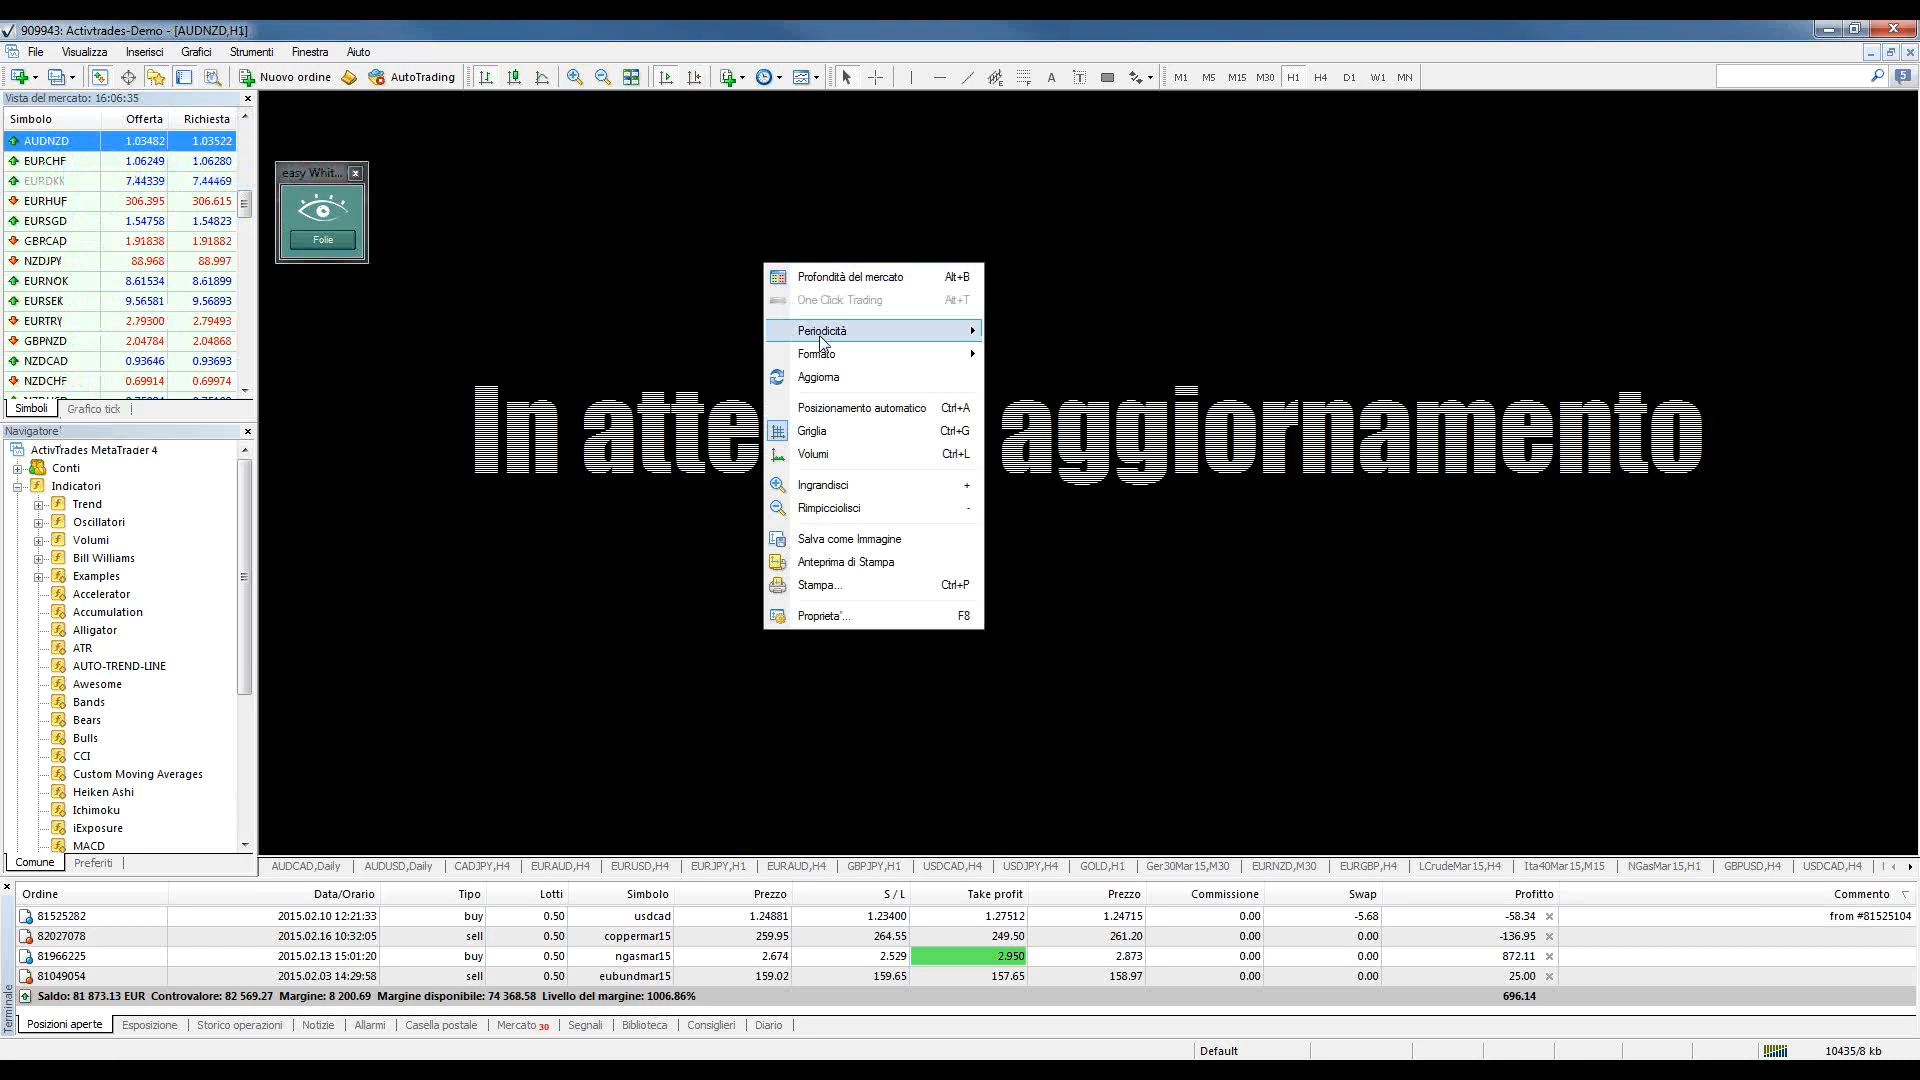 909943: Activtrades-Demo - [AUDNZD,H1]
File Visualizza Inserisci Grafici Strumenti Finestra Aiuto
Nuovo ordine AutoTrading A T M1 M5 M15 M30 H1 H4 D1 W1 MN 5
Vista del mercato: 16:06:35
Simbolo Offerta Richiesta
AUDNZD 1.03482 1.03522
EURCHF 1.06249 1.06280
EURDKK 7.44339 7.44469
EURHUF 306.395 306.615
EURSGD 1.54758 1.54823
GBPCAD 1.91838 1.91882
NZDJPY 88.968 88.997
EURNOK 8.61534 8.61899
EURSEK 9.56581 9.56893
EURTRY 2.79300 2.79493
GBPNZD 2.04784 2.04868
NZDCAD 0.93646 0.93693
NZDCHF 0.69914 0.69974
Simboli Grafico tick
easy Whit...
Folie
In atte aggiornamento
Profondità del mercato Alt+B
One Click Trading Alt+T
Periodicità
Formato
Aggiorna
Posizionamento automatico Ctrl+A
Griglia Ctrl+G
Volumi Ctrl+L
Ingrandisci +
Rimpicciolisci -
Salva come Immagine
Anteprima di Stampa
Stampa... Ctrl+P
Proprieta'... F8
Navigatore'
ActivTrades MetaTrader 4
Conti
Indicatori
Trend
Oscillatori
Volumi
Bill Williams
Examples
Accelerator
Accumulation
Alligator
ATR
AUTO-TREND-LINE
Awesome
Bands
Bears
Bulls
CCI
Custom Moving Averages
Heiken Ashi
Ichimoku
iExposure
MACD
Comune Preferiti
AUDCAD,Daily AUDUSD,Daily CADJPY,H4 EURAUD,H4 EURUSD,H4 EURJPY,H1 EURAUD,H4 GBPJPY,H1 USDCAD,H4 USDJPY,H4 GOLD,H1 Ger30Mar15,M30 EURNZD,M30 EURGBP,H4 LCrudeMar15,H4 Ita40Mar15,M15 NGasMar15,H1 GBPUSD,H4 USDCAD,H4
Ordine Data/Orario Tipo Lotti Simbolo Prezzo S / L Take profit Prezzo Commissione Swap Profitto Commento
81525282 2015.02.10 12:21:33 buy 0.50 usdcad 1.24881 1.23400 1.27512 1.24715 0.00 -5.68 -58.34 from #81525104
82027078 2015.02.16 10:32:05 sell 0.50 coppermar15 259.95 264.55 249.50 261.20 0.00 0.00 -136.95
81966225 2015.02.13 15:01:20 buy 0.50 ngasmar15 2.674 2.529 2.950 2.873 0.00 0.00 872.11
81049054 2015.02.03 14:29:58 sell 0.50 eubundmar15 159.02 159.65 157.65 158.97 0.00 0.00 25.00
Saldo: 81 873.13 EUR Controvalore: 82 569.27 Margine: 8 200.69 Margine disponibile: 74 368.58 Livello del margine: 1006.86% 696.14
Terminale
Posizioni aperte Esposizione Storico operazioni Notizie Allarmi Casella postale Mercato 30 Segnali Biblioteca Consiglieri Diario
Default 10435/8 kb